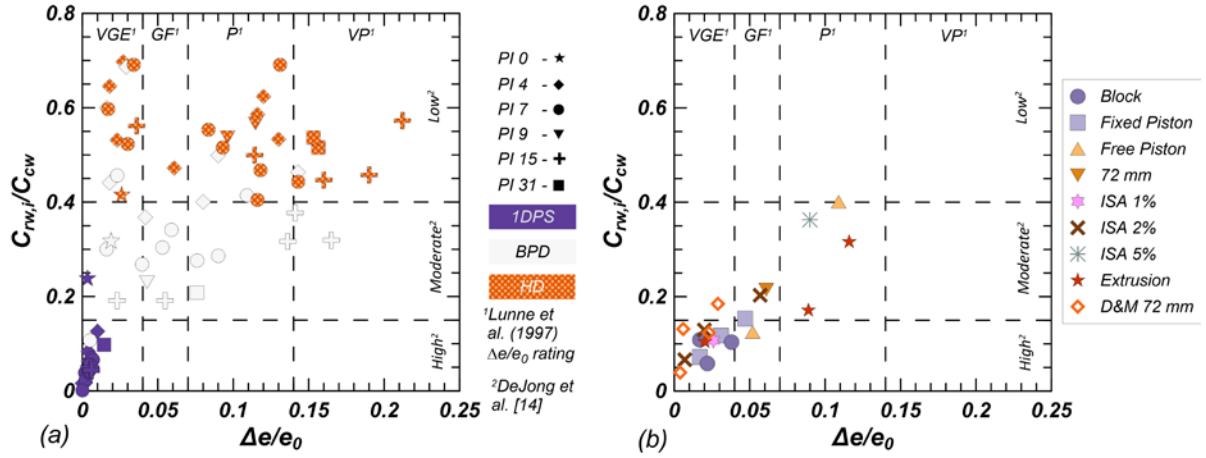 0.8
0.6
0.4
0.2
0
C_rw,i/C_cw
VGE¹
GF¹
P¹
VP¹
Low²
Moderate²
High²
0
0.05
0.1
0.15
0.2
0.25
(a)
Δe/e₀
PI 0 -
PI 4 -
PI 7 -
PI 9 -
PI 15 -
PI 31 -
1DPS
BPD
HD
¹Lunne
et al. (1997)
Δe/e₀ rating
²DeJong et
al. [14]
0.8
0.6
0.4
0.2
0
C_rw,i/C_cw
VGE¹
GF¹
P¹
VP¹
Low²
Moderate²
High²
0
0.05
0.1
0.15
0.2
0.25
(b)
Δe/e₀
Block
Fixed Piston
Free Piston
72 mm
ISA 1%
ISA 2%
ISA 5%
Extrusion
D&M 72 mm